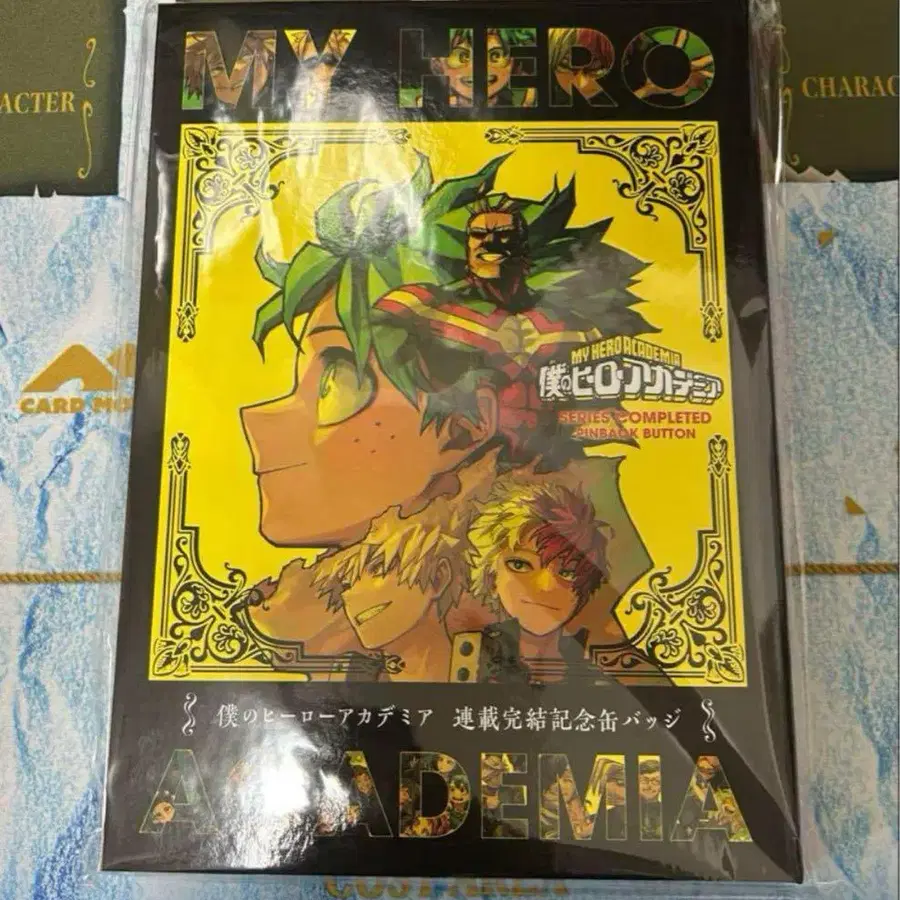 MY HERO
ACTER
CHARAC
MY HERO ACADEMIA
僕のヒーローアカデミア
SERIES COMPLETED
PINBACK BUTTON
CARD MO
僕のヒーローアカデミア 連載完結記念缶バッジ
ACADEMIA